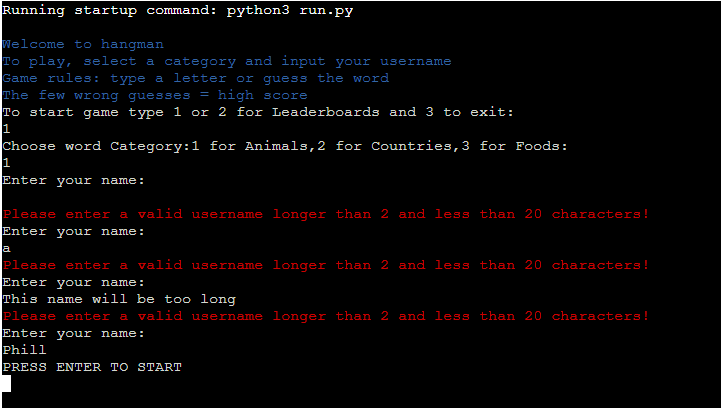 Running startup command: python3 run.py
Welcome to hangman
To play, select a category and input your username
Game rules: type a letter or guess the word
The few wrong guesses = high score
To start game type 1 or 2 for Leaderboards and 3 to exit:
1
Choose word Category:1 for Animals,2 for Countries,3 for Foods:
1
Enter your name:
Please enter a valid username longer than 2 and less than 20 characters!
Enter your name:
a
Please enter a valid username longer than 2 and less than 20 characters!
Enter your name:
This name will be too long
Please enter a valid username longer than 2 and less than 20 characters!
Enter your name:
Phill
PRESS ENTER TO START